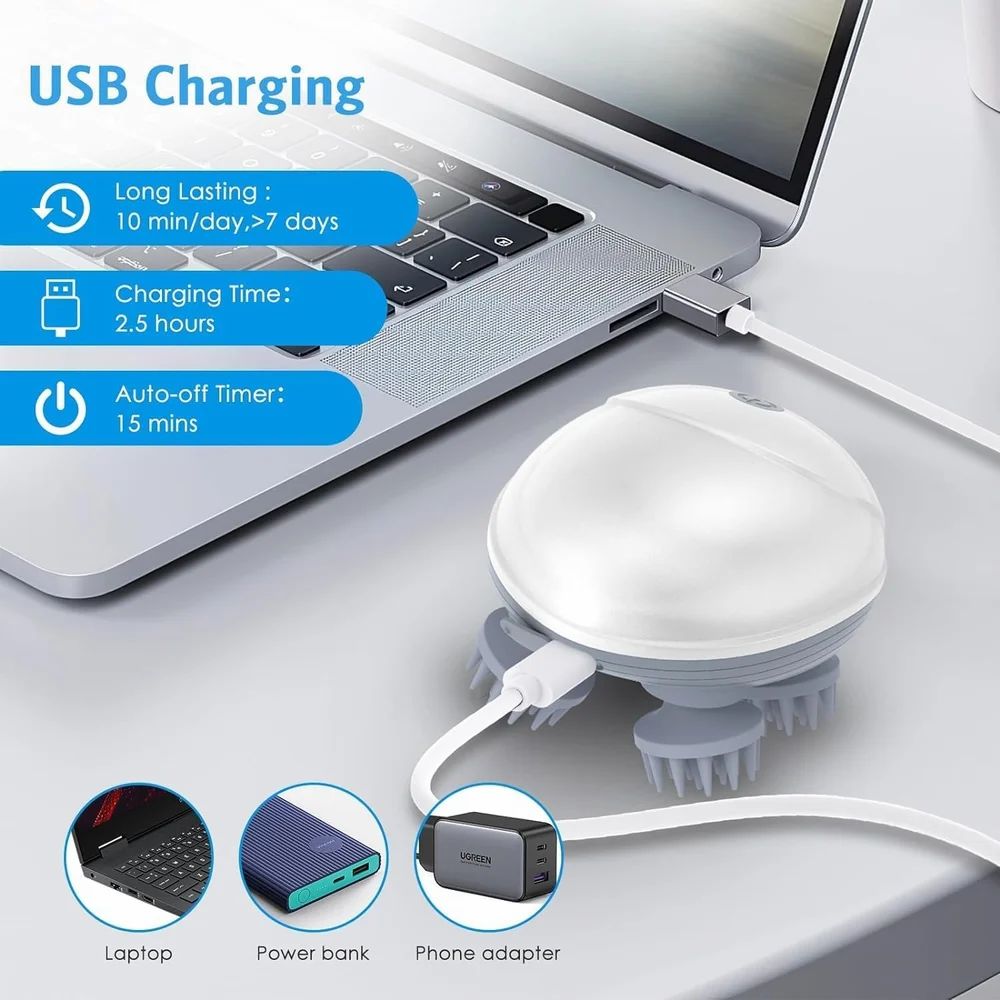 USB Charging
Long Lasting :
10 min/day,>7 days
Charging Time:
2.5 hours
Auto-off Timer:
15 mins
option
UGREEN
Laptop
Power bank
Phone adapter